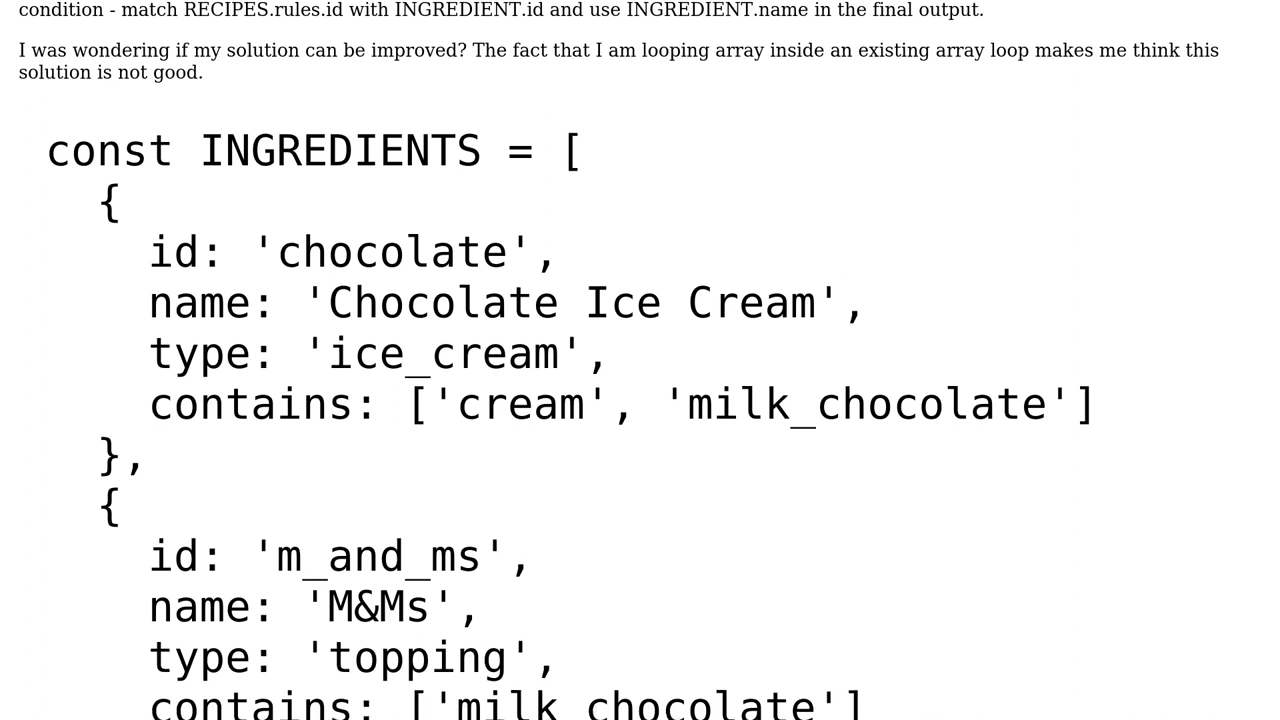 condition - match RECIPES.rules.id with INGREDIENT.id and use INGREDIENT.name in the final output.
I was wondering if my solution can be improved? The fact that I am looping array inside an existing array loop makes me think this
solution is not good.
const INGREDIENTS = [
  {
    id: 'chocolate',
    name: 'Chocolate Ice Cream',
    type: 'ice_cream',
    contains: ['cream', 'milk_chocolate']
  },
  {
    id: 'm_and_ms',
    name: 'M&Ms',
    type: 'topping',
    contains: ['milk_chocolate']